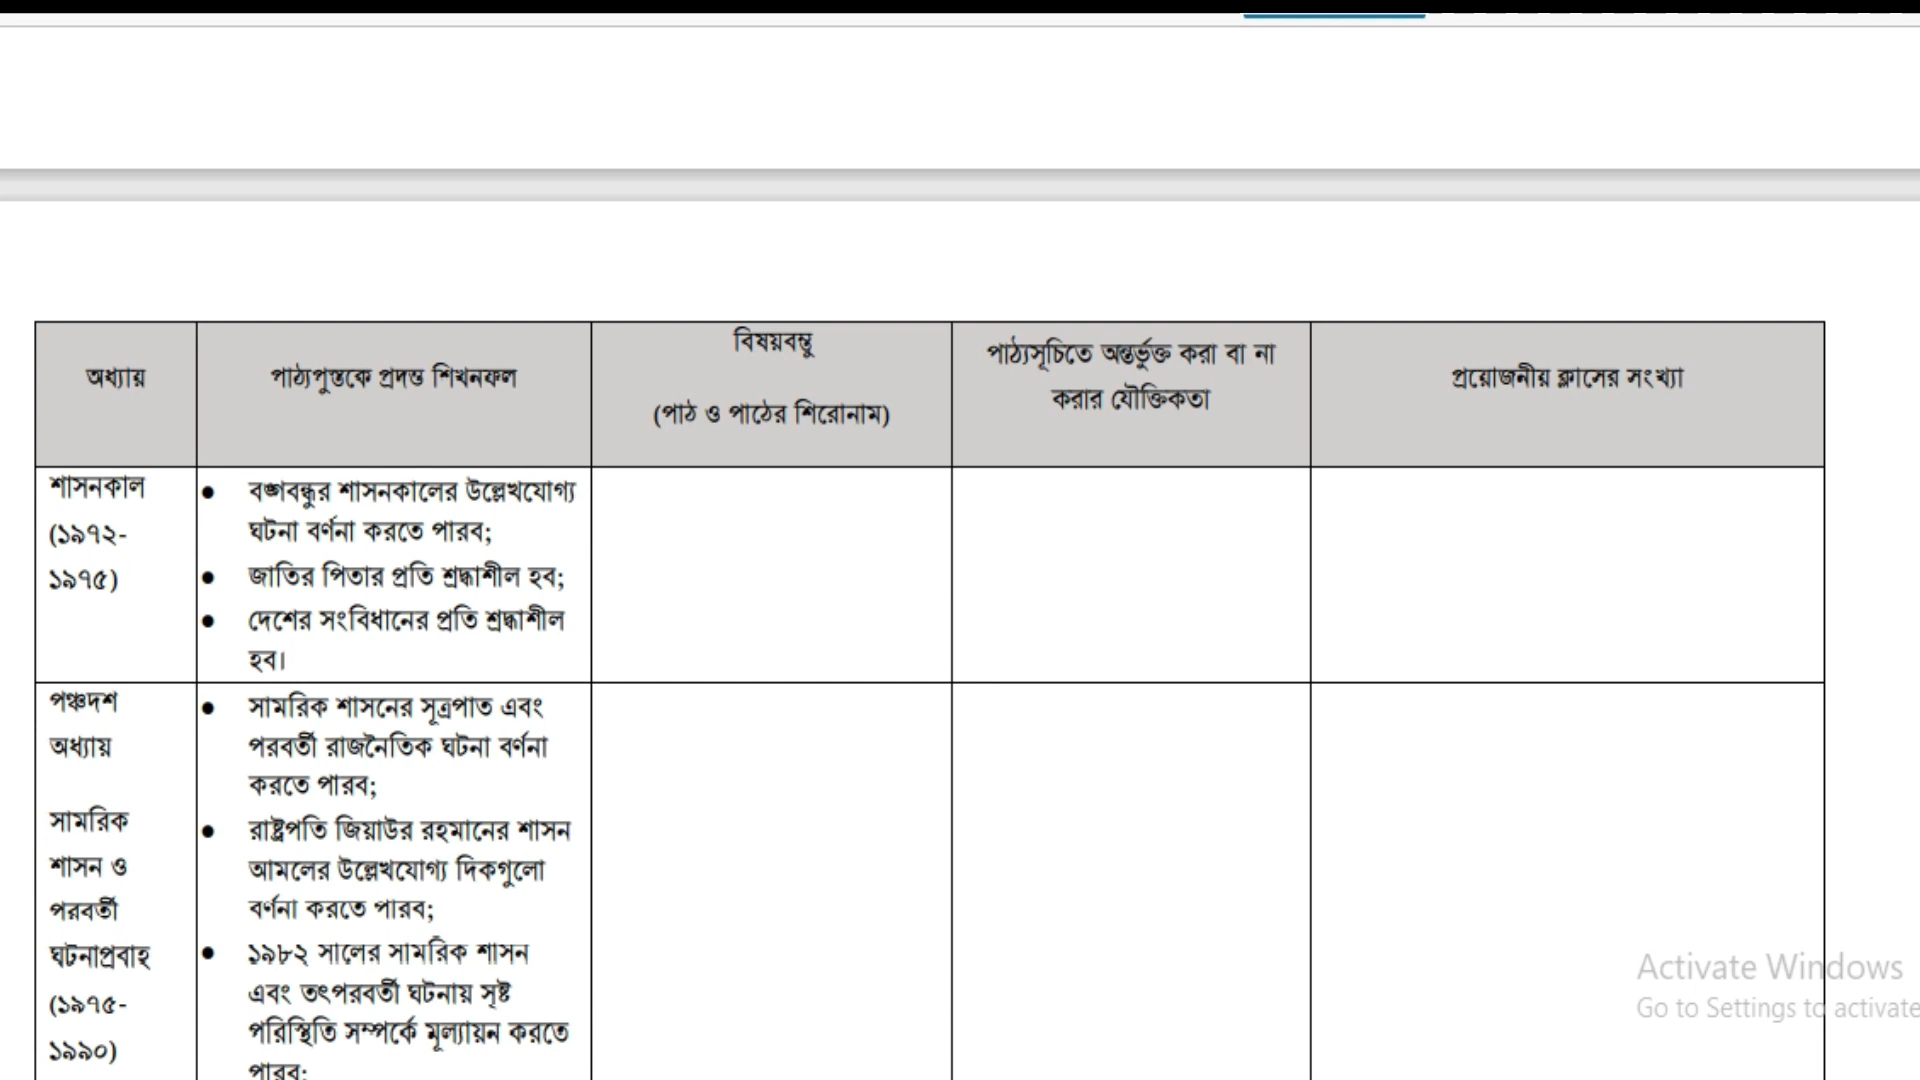 অধ্যায়
পাঠ্যপুস্তকে প্রদত্ত শিখনফল
বিষয়বস্তু
(পাঠ ও পাঠের শিরোনাম)
পাঠ্যসূচিতে অন্তর্ভুক্ত করা বা না
করার যৌক্তিকতা
প্রয়োজনীয় ক্লাসের সংখ্যা
শাসনকাল
(১৯৭২-
১৯৭৫)
● বঙ্গবন্ধুর শাসনকালের উল্লেখযোগ্য
ঘটনা বর্ণনা করতে পারব;
● জাতির পিতার প্রতি শ্রদ্ধাশীল হব;
● দেশের সংবিধানের প্রতি শ্রদ্ধাশীল
হব।
পঞ্চদশ
অধ্যায়
সামরিক
শাসন ও
পরবর্তী
ঘটনাপ্রবাহ
(১৯৭৫-
১৯৯০)
● সামরিক শাসনের সূত্রপাত এবং
পরবর্তী রাজনৈতিক ঘটনা বর্ণনা
করতে পারব;
● রাষ্ট্রপতি জিয়াউর রহমানের শাসন
আমলের উল্লেখযোগ্য দিকগুলো
বর্ণনা করতে পারব;
● ১৯৮২ সালের সামরিক শাসন
এবং তৎপরবর্তী ঘটনায় সৃষ্ট
পরিস্থিতি সম্পর্কে মূল্যায়ন করতে
পারব;
Activate Windows
Go to Settings to activate